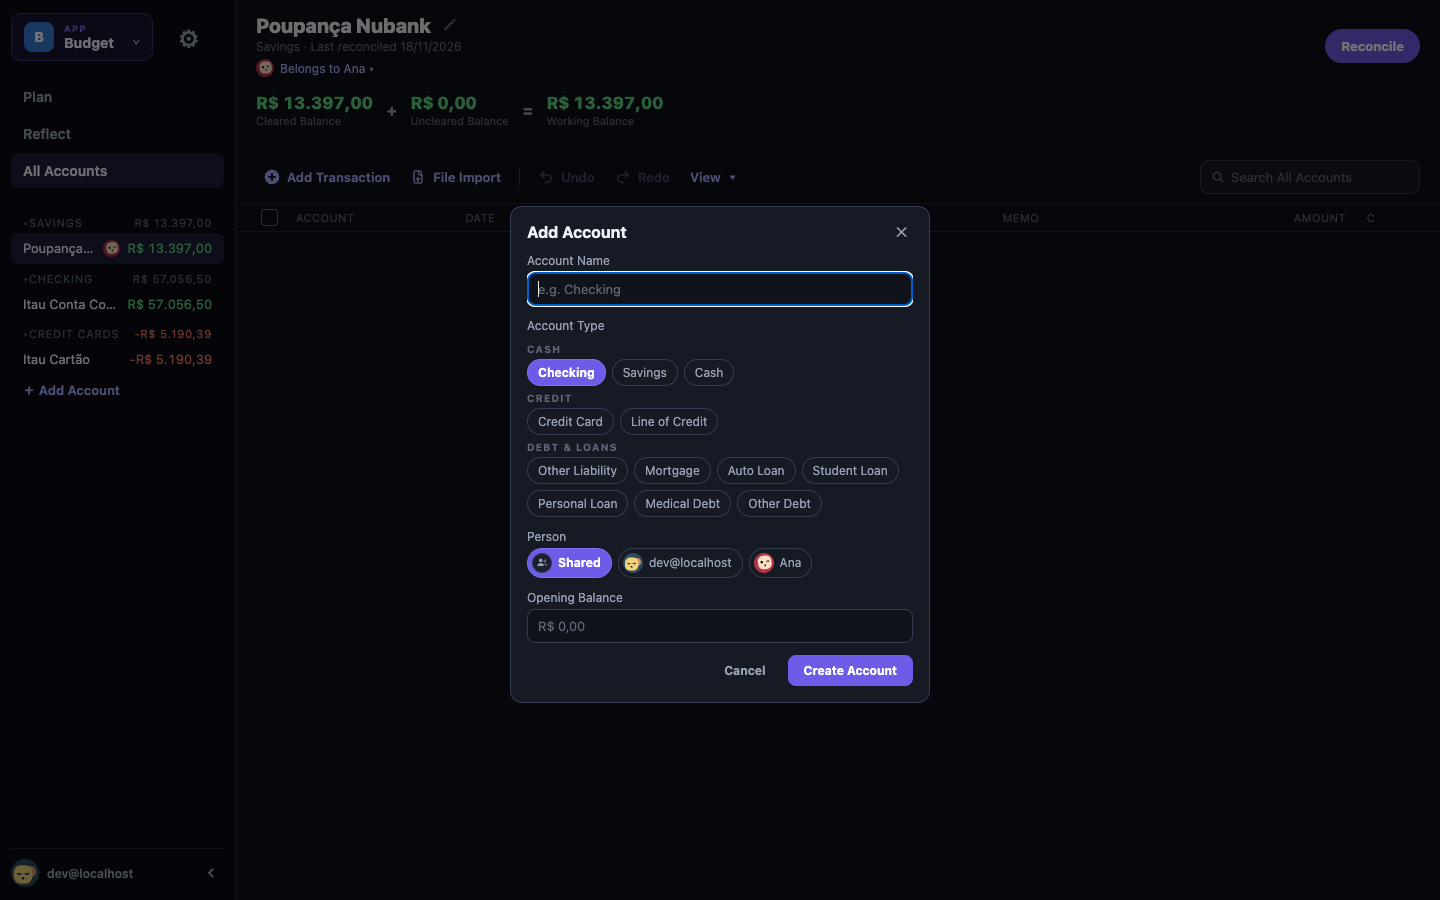 B
APP
Budget
Plan
Reflect
All Accounts
SAVINGS R$ 13.397,00
Poupança... R$ 13.397,00
CHECKING R$ 57.056,50
Itau Conta Co... R$ 57.056,50
CREDIT CARDS -R$ 5.190,39
Itau Cartão -R$ 5.190,39
+ Add Account
dev@localhost
Poupança Nubank
Savings · Last reconciled 18/11/2026
Belongs to Ana
R$ 13.397,00 + R$ 0,00 = R$ 13.397,00
Cleared Balance Uncleared Balance Working Balance
Reconcile
Add Transaction File Import Undo Redo View Search All Accounts
ACCOUNT DATE MEMO AMOUNT C
Add Account
Account Name
e.g. Checking
Account Type
CASH
Checking Savings Cash
CREDIT
Credit Card Line of Credit
DEBT & LOANS
Other Liability Mortgage Auto Loan Student Loan
Personal Loan Medical Debt Other Debt
Person
Shared dev@localhost Ana
Opening Balance
R$ 0,00
Cancel Create Account